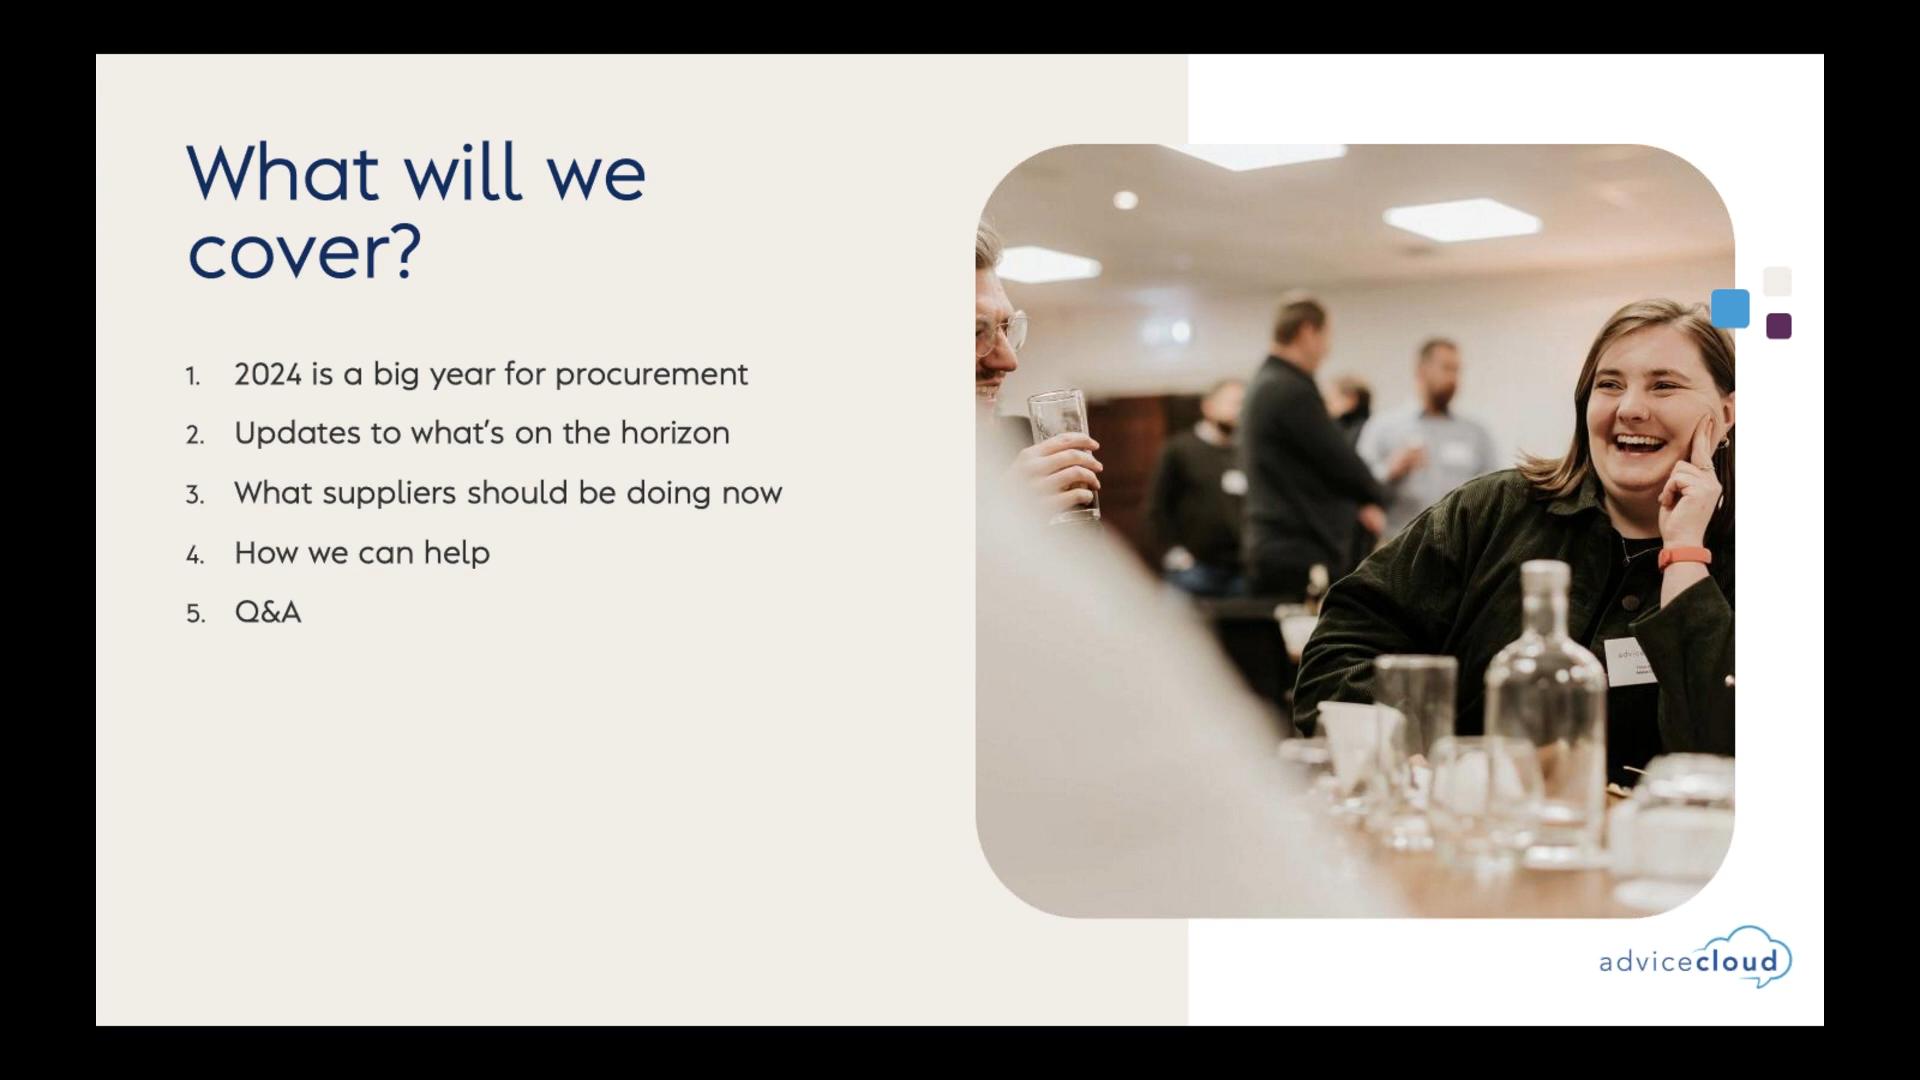 What will we
cover?
1. 2024 is a big year for procurement
2. Updates to what’s on the horizon
3. What suppliers should be doing now
4. How we can help
5. Q&A
advicecloud